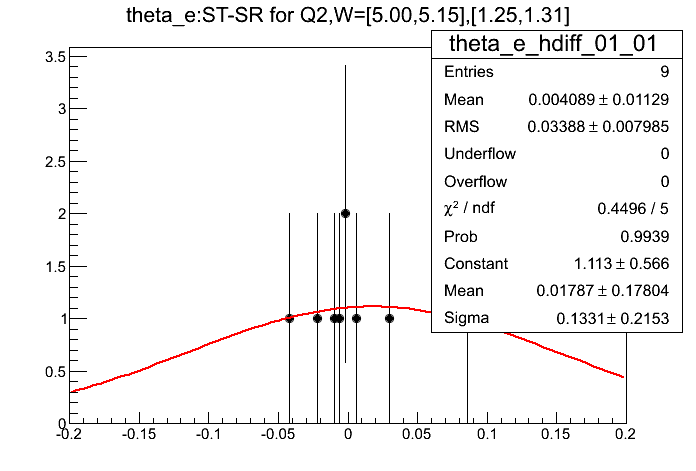 theta_e:ST-SR for Q2,W=[5.00,5.15],[1.25,1.31]
theta_e_hdiff_01_01
Entries 9
Mean 0.004089 ± 0.01129
RMS 0.03388 ± 0.007985
Underflow 0
Overflow 0
χ² / ndf 0.4496 / 5
Prob 0.9939
Constant 1.113 ± 0.566
Mean 0.01787 ± 0.17804
Sigma 0.1331 ± 0.2153
3.5
3
2.5
2
1.5
1
0.5
0
-0.2 -0.15 -0.1 -0.05 0 0.05 0.1 0.15 0.2